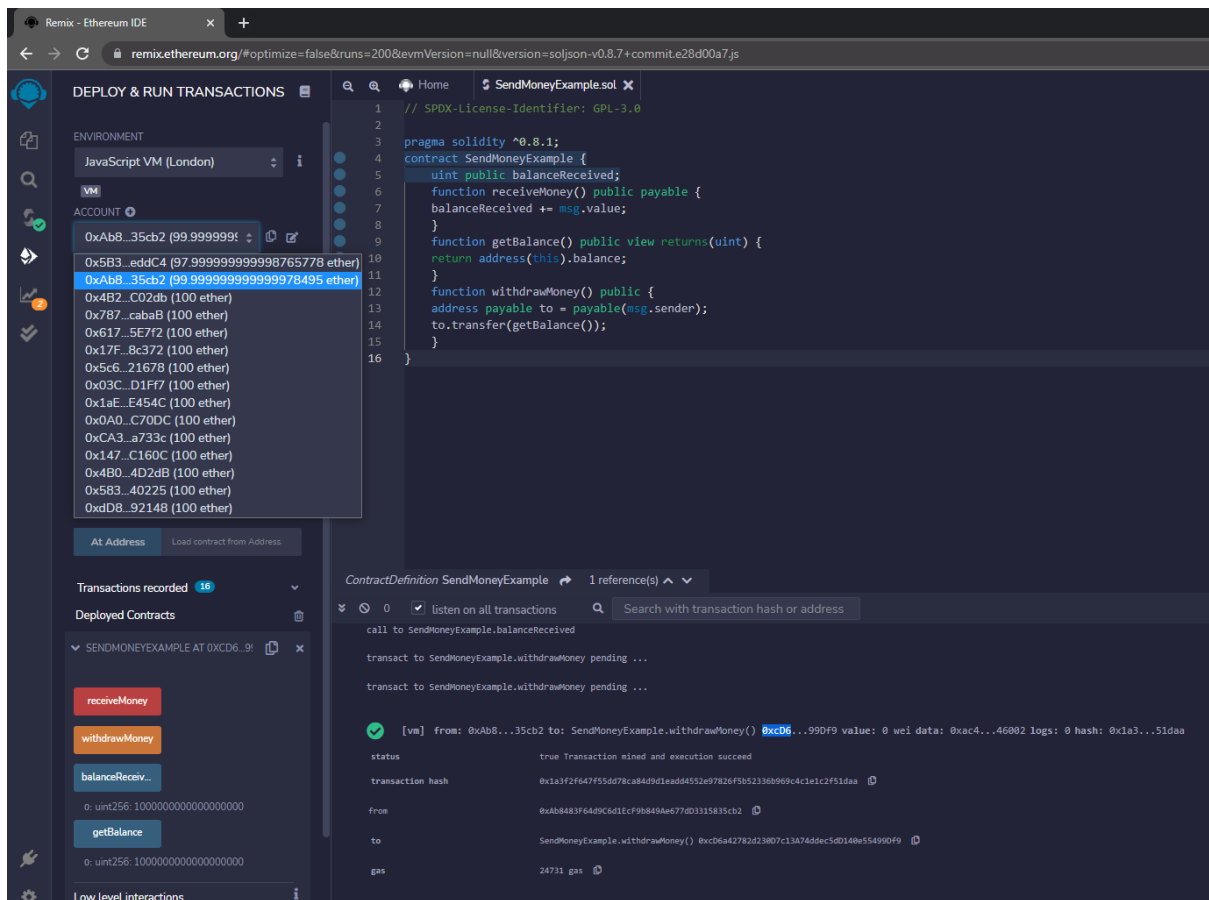 Remix - Ethereum IDE
remix.ethereum.org/#optimize=false&runs=200&evmVersion=null&version=soljson-v0.8.7+commit.e28d00a7.js
DEPLOY & RUN TRANSACTIONS
ENVIRONMENT
JavaScript VM (London)
VM
ACCOUNT
0xAb8...35cb2 (99.9999999
0x5B3...eddC4 (97.999999999998765778 ether)
0xAb8...35cb2 (99.999999999999978495 ether)
0x4B2...C02db (100 ether)
0x787...cabaB (100 ether)
0x617...5E7f2 (100 ether)
0x17F...8c372 (100 ether)
0x5c6...21678 (100 ether)
0x03C...D1Ff7 (100 ether)
0x1aE...E454C (100 ether)
0x0A0...C70DC (100 ether)
0xCA3...a733c (100 ether)
0x147...C160C (100 ether)
0x4B0...4D2dB (100 ether)
0x583...40225 (100 ether)
0xdD8...92148 (100 ether)
At Address Load contract from Address
Transactions recorded 16
Deployed Contracts
SENDMONEYEXAMPLE AT 0XCD6...9!
receiveMoney
withdrawMoney
balanceReceiv...
0: uint256: 1000000000000000000
getBalance
0: uint256: 1000000000000000000
Low level interactions
2
Home SendMoneyExample.sol
1 // SPDX-License-Identifier: GPL-3.0
2
3 pragma solidity ^0.8.1;
4 contract SendMoneyExample {
5 uint public balanceReceived;
6 function receiveMoney() public payable {
7 balanceReceived += msg.value;
8 }
9 function getBalance() public view returns(uint) {
10 return address(this).balance;
11 }
12 function withdrawMoney() public {
13 address payable to = payable(msg.sender);
14 to.transfer(getBalance());
15 }
16 }
ContractDefinition SendMoneyExample 1 reference(s)
0 listen on all transactions Search with transaction hash or address
call to SendMoneyExample.balanceReceived
transact to SendMoneyExample.withdrawMoney pending ...
transact to SendMoneyExample.withdrawMoney pending ...
[vm] from: 0xAb8...35cb2 to: SendMoneyExample.withdrawMoney() 0xcD6...99Df9 value: 0 wei data: 0xac4...46002 logs: 0 hash: 0x1a3...51daa
status true Transaction mined and execution succeed
transaction hash 0x1a3f2f647f55dd78ca84d9d1eadd4552e97826f5b52336b969c4c1e1c2f51daa
from 0xAb8483F64d9C6d1EcF9b849Ae677dD3315835cb2
to SendMoneyExample.withdrawMoney() 0xcD6a42782d230D7c13A74ddec5dD140e55499Df9
gas 24731 gas